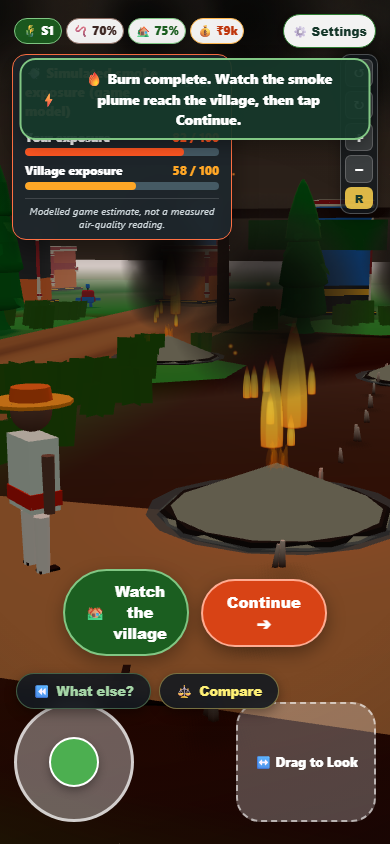 S1
70%
75%
₹9k
Settings
Burn complete. Watch the smoke
plume reach the village, then tap
Continue.
Your exposure
Village exposure
58 / 100
Modelled game estimate, not a measured
air-quality reading.
−
R
Watch
the
village
Continue
➔
What else?
Compare
Drag to Look